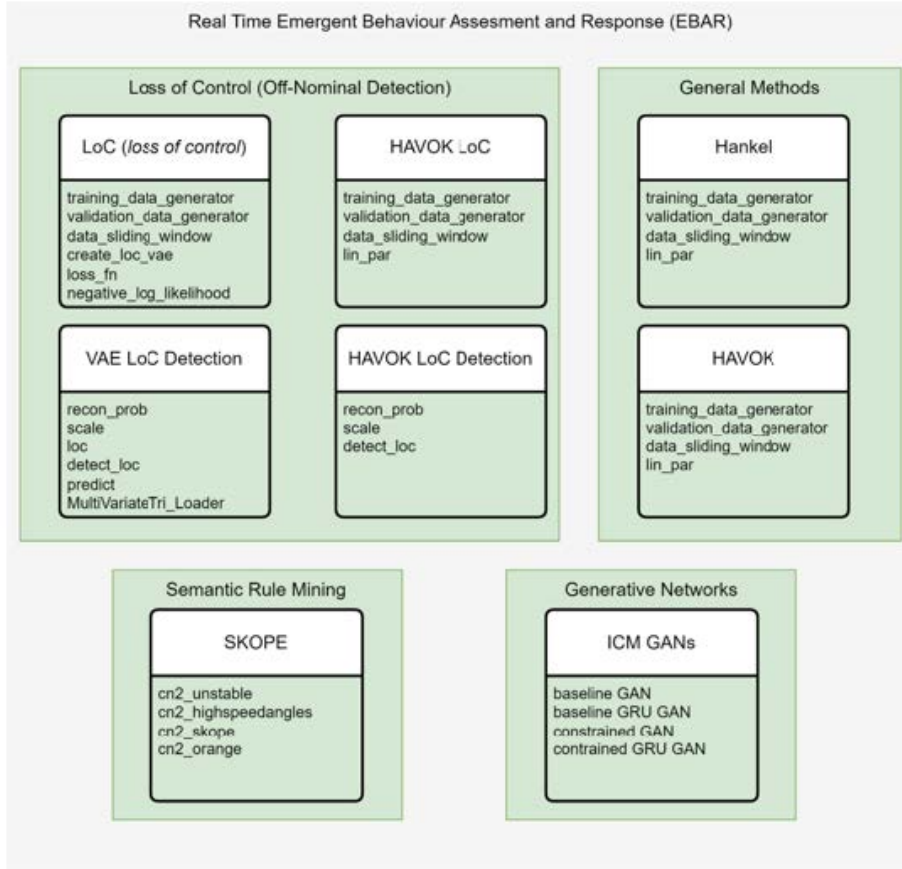 Real Time Emergent Behaviour Assesment and Response (EBAR)
Loss of Control (Off-Nominal Detection)
LoC (loss of control)
training_data_generator
validation_data_generator
data_sliding_window
create_loc_vae
loss_fn
negative_log_likelihood
HAVOK LoC
training_data_generator
validation_data_generator
data_sliding_window
lin_par
VAE LoC Detection
recon_prob
scale
loc
detect_loc
predict
MultiVariateTri_Loader
HAVOK LoC Detection
recon_prob
scale
detect_loc
General Methods
Hankel
training_data_generator
validation_data_generator
data_sliding_window
lin_par
HAVOK
training_data_generator
validation_data_generator
data_sliding_window
lin_par
Semantic Rule Mining
SKOPE
cn2_unstable
cn2_highspeedangles
cn2_skope
cn2_orange
Generative Networks
ICM GANs
baseline GAN
baseline GRU GAN
constrained GAN
contrained GRU GAN